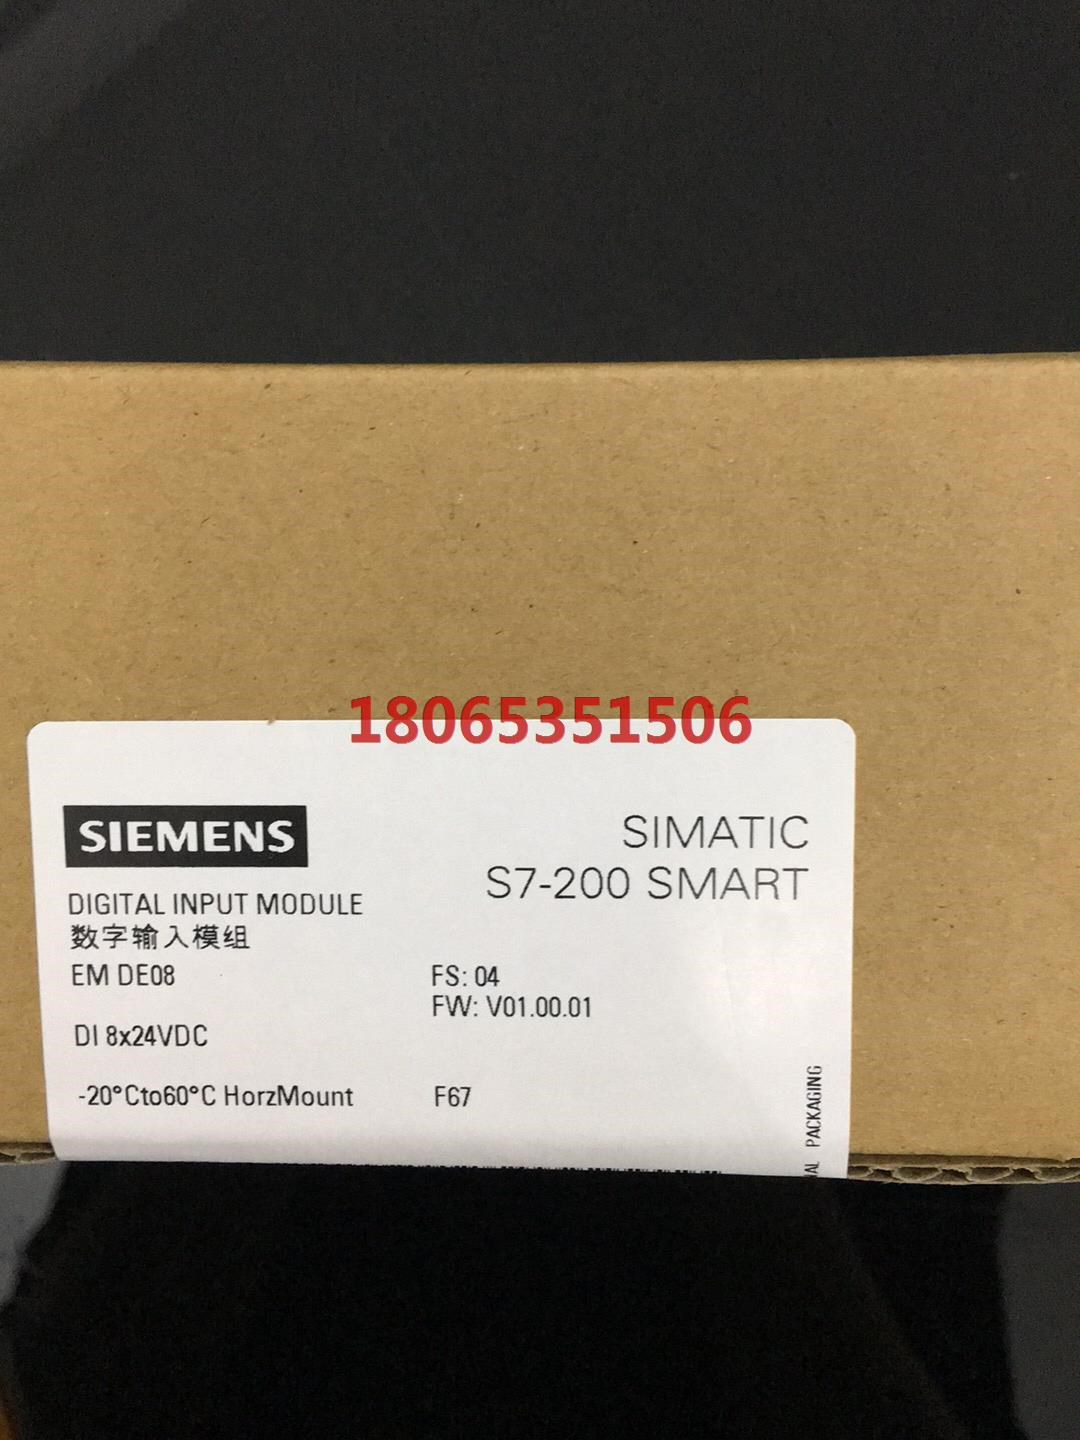 18065351506
SIEMENS
SIMATIC
S7-200 SMART
DIGITAL INPUT MODULE
数字输入模组
EM DE08
FS: 04
FW: V01.00.01
DI 8x24VDC
-20°Cto60°C HorzMount
F67
PACKAGING